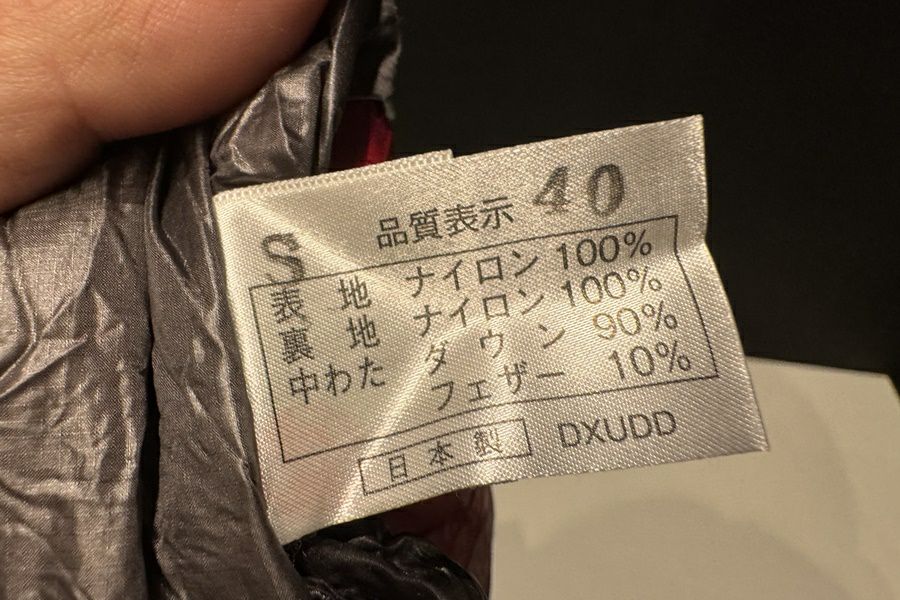 S 品質表示 40
表地 ナイロン 100%
裏地 ナイロン 100%
中わた ダウン 90%
フェザー 10%
日本製 DXUDD